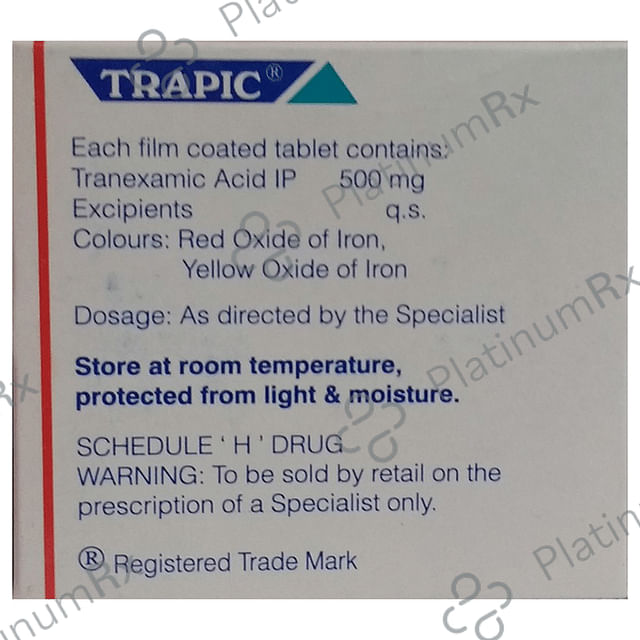 TRAPIC®
Each film coated tablet contains:
Tranexamic Acid IP 500 mg
Excipients q.s.
Colours: Red Oxide of Iron,
Yellow Oxide of Iron
Dosage: As directed by the Specialist
Store at room temperature,
protected from light & moisture.
SCHEDULE ' H ' DRUG
WARNING: To be sold by retail on the
prescription of a Specialist only.
® Registered Trade Mark
PlatinumRx
PlatinumRx